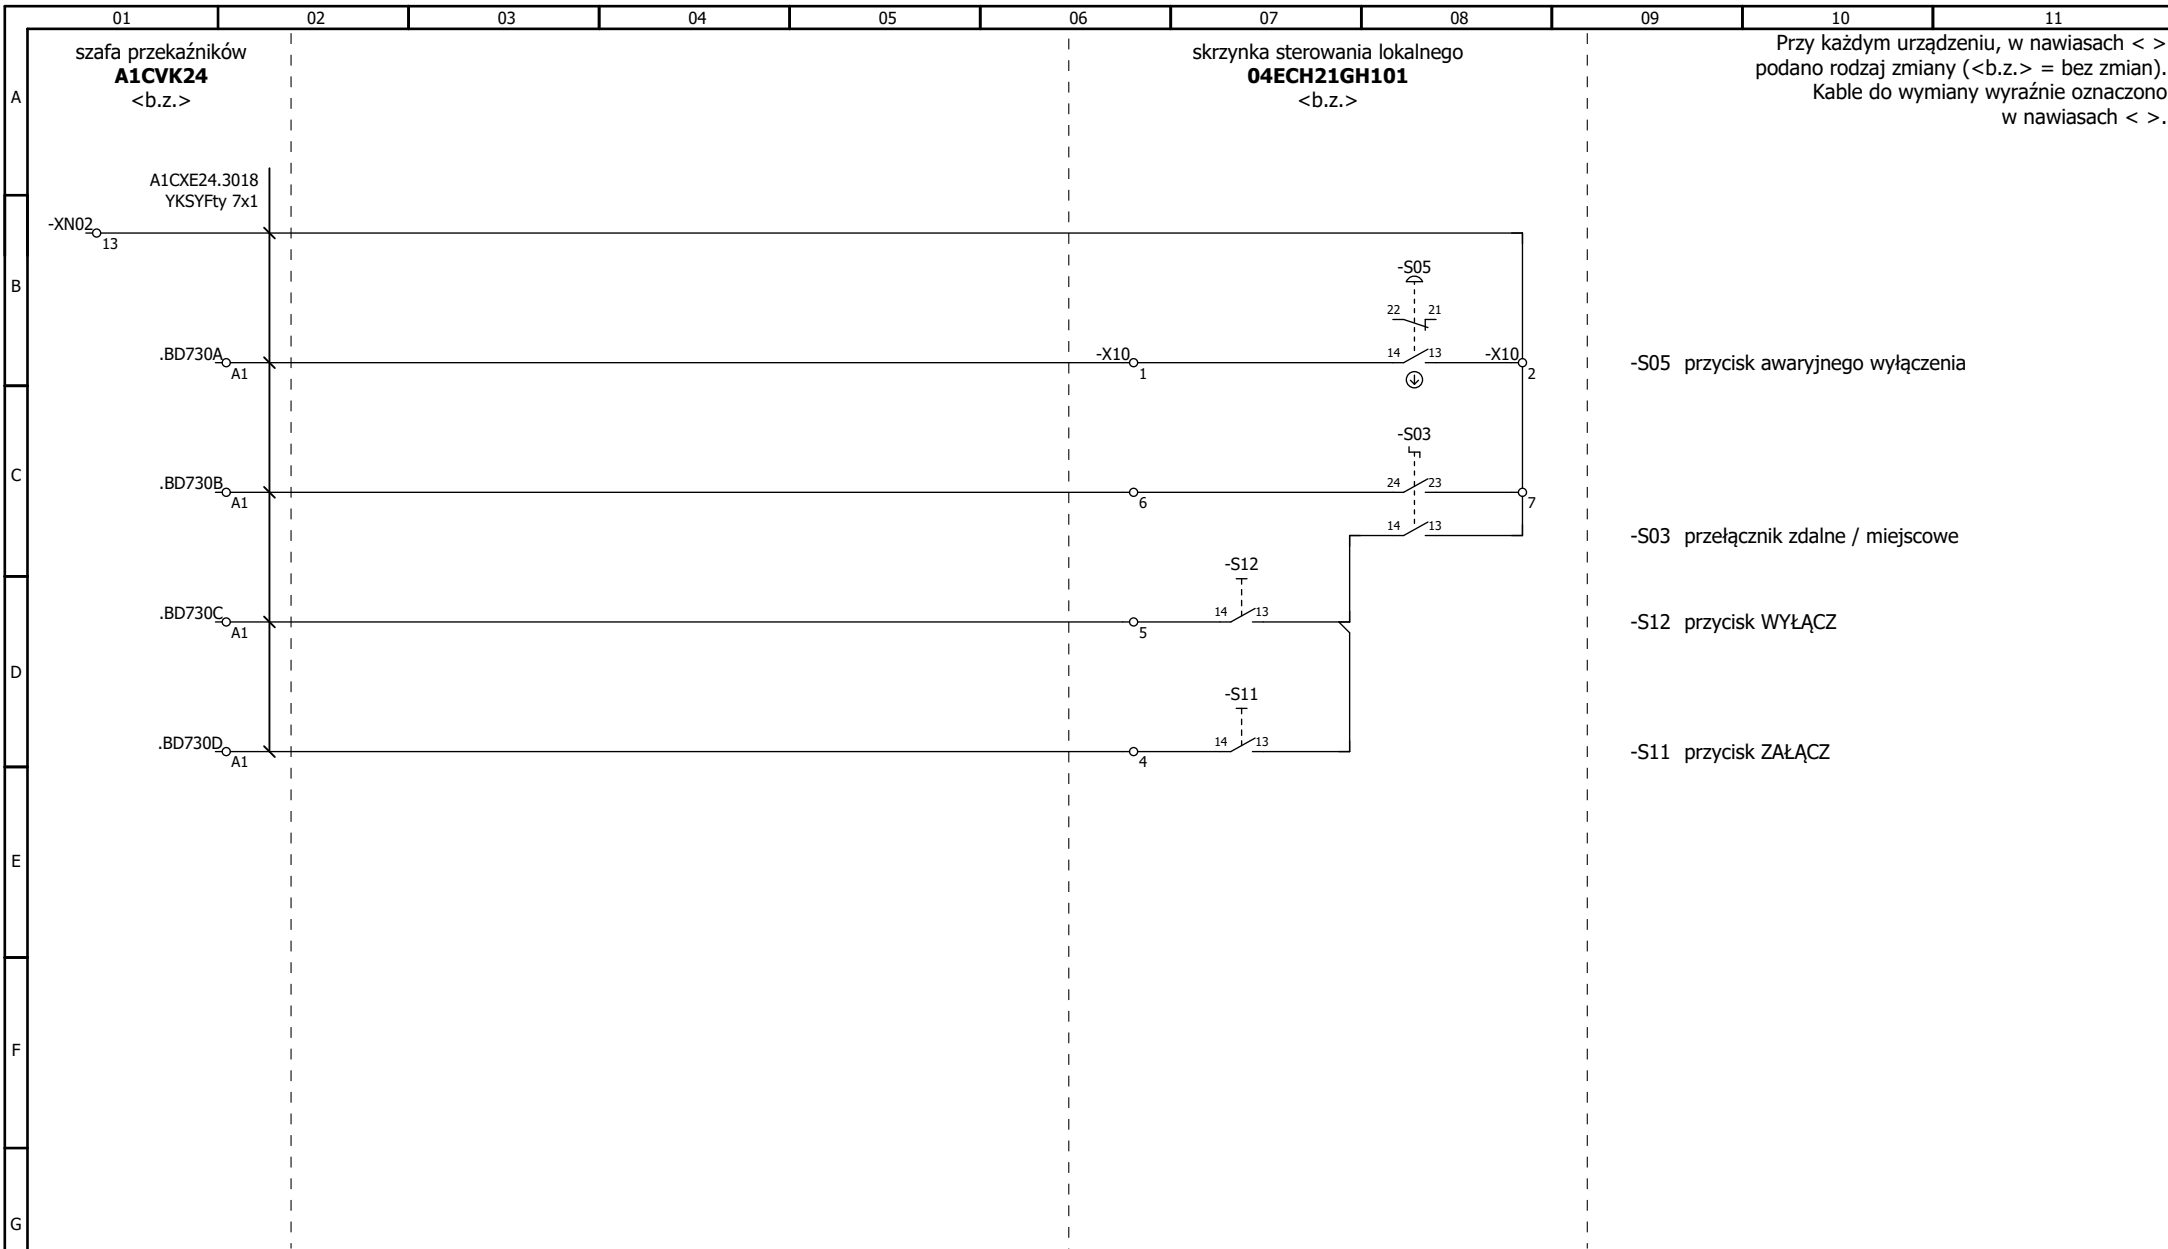 01 02 03 04 05 06 07 08 09 10 11
szafa przekaźników
A1CVK24
<b.z.>
skrzynka sterowania lokalnego
04ECH21GH101
<b.z.>
Przy każdym urządzeniu, w nawiasach < >
podano rodzaj zmiany (<b.z.> = bez zmian).
Kable do wymiany wyraźnie oznaczono
w nawiasach < >.
A
A1CXE24.3018
YKSYFty 7x1
-XN02
13
B
-S05
22 21
.BD730A
A1
-X10
1
14 13
-X10
2
-S05 przycisk awaryjnego wyłączenia
C
-S03
.BD730B
A1
6
24 23
7
14 13
-S03 przełącznik zdalne / miejscowe
-S12
.BD730C
A1
5
14 13
-S12 przycisk WYŁĄCZ
D
-S11
.BD730D
A1
4
14 13
-S11 przycisk ZAŁĄCZ
E
F
G